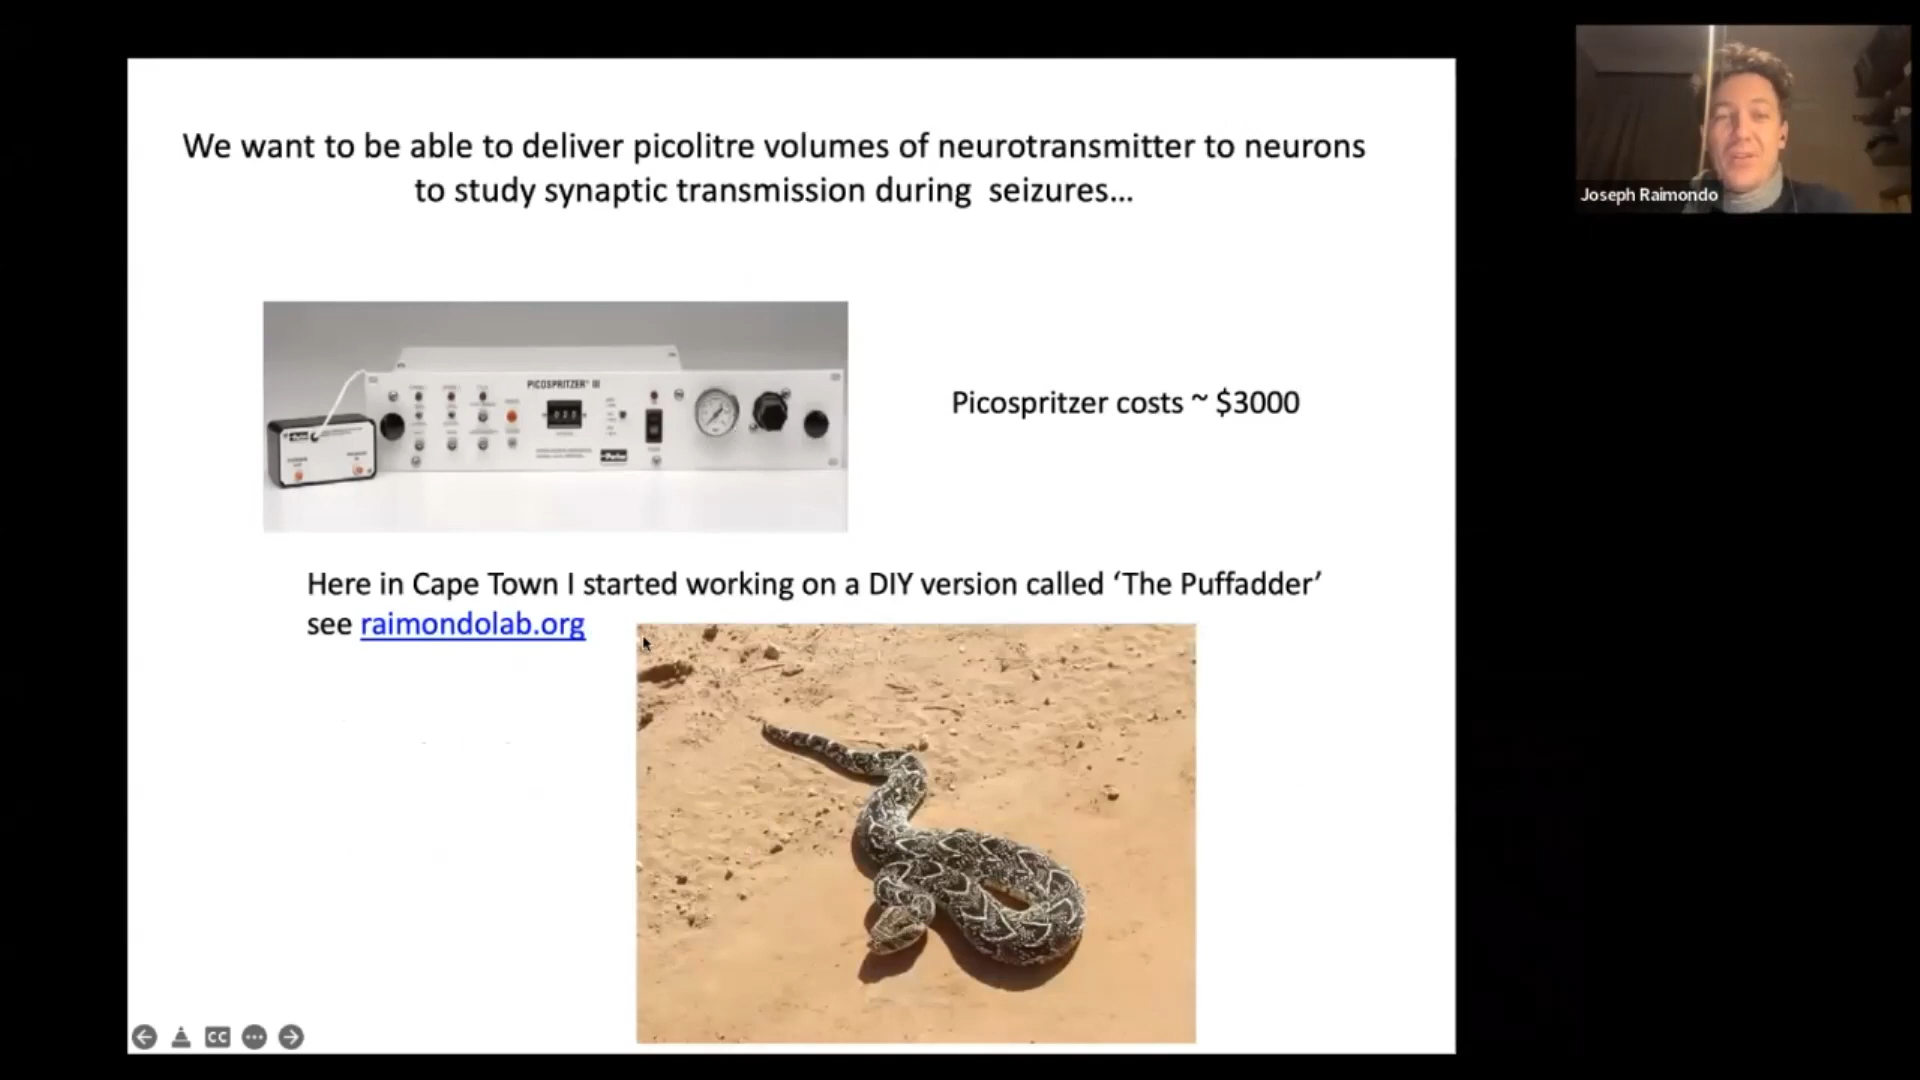 We want to be able to deliver picolitre volumes of neurotransmitter to neurons
to study synaptic transmission during  seizures...
Joseph Raimondo
PICOSPRITZER® III
Parker
Picospritzer costs ~ $3000
Here in Cape Town I started working on a DIY version called ‘The Puffadder’
see raimondolab.org
CC